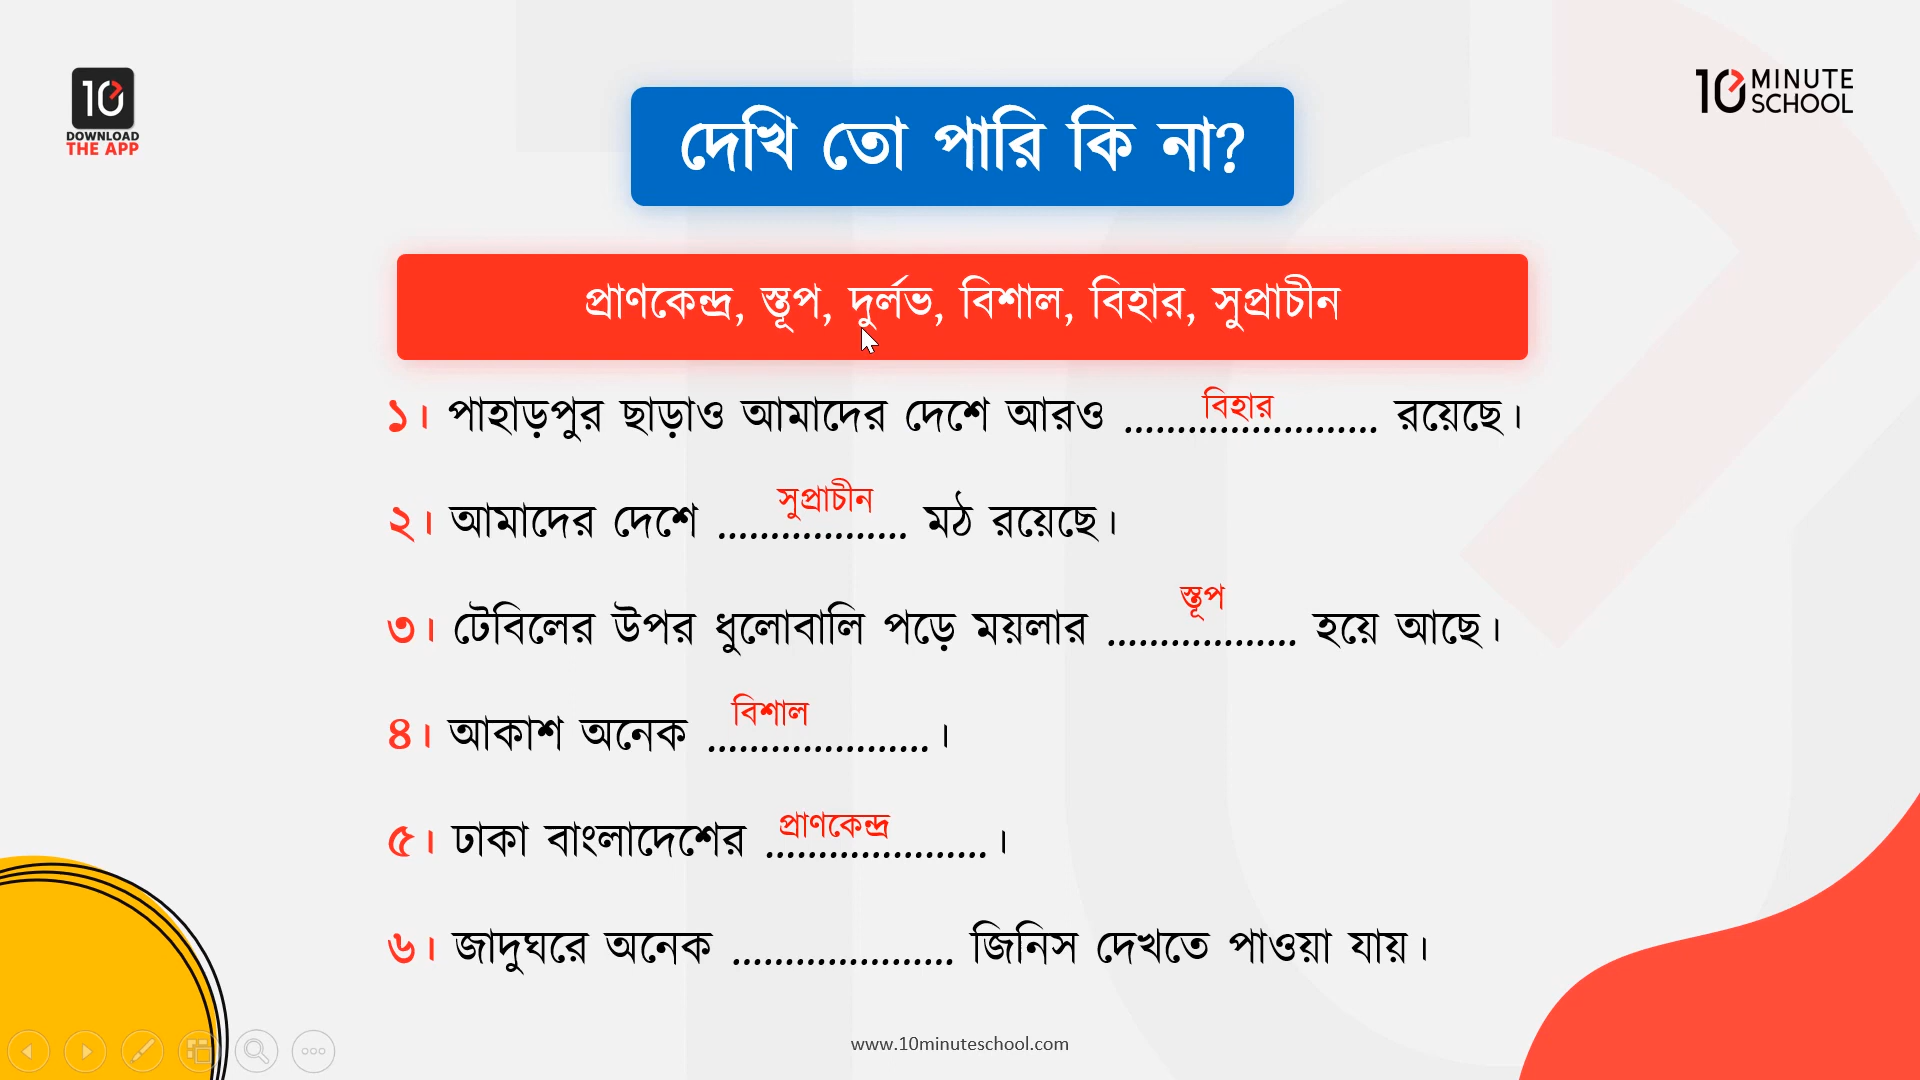 10
DOWNLOAD
THE APP
10 MINUTE
SCHOOL
দেখি তো পারি কি না?
প্রাণকেন্দ্র, স্তূপ, দুর্লভ, বিশাল, বিহার, সুপ্রাচীন
১। পাহাড়পুর ছাড়াও আমাদের দেশে আরও ........বিহার........ রয়েছে।
২। আমাদের দেশে ......সুপ্রাচীন...... মঠ রয়েছে।
৩। টেবিলের উপর ধুলোবালি পড়ে ময়লার ......স্তূপ...... হয়ে আছে।
৪। আকাশ অনেক ......বিশাল......।
৫। ঢাকা বাংলাদেশের ......প্রাণকেন্দ্র......।
৬। জাদুঘরে অনেক ..................... জিনিস দেখতে পাওয়া যায়।
www.10minuteschool.com